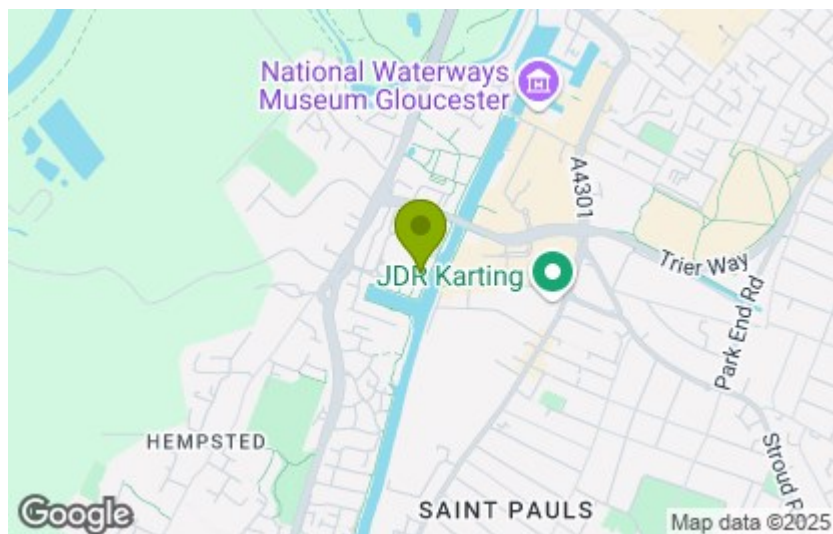 National Waterways
Museum Gloucester
A4301
Trier Way
JDR Karting
Park End Rd
HEMPSTED
Stroud R
SAINT PAULS
Google
Map data ©2025